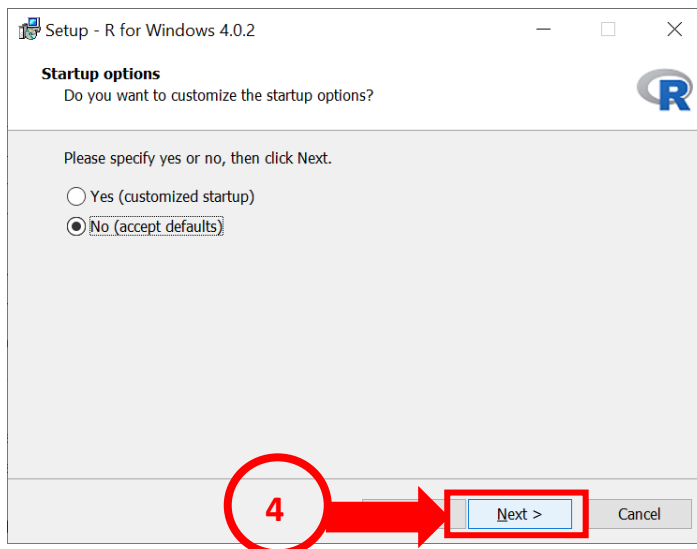 Setup - R for Windows 4.0.2
Startup options
Do you want to customize the startup options?
R
Please specify yes or no, then click Next.
Yes (customized startup)
No (accept defaults)
4
Next >
Cancel